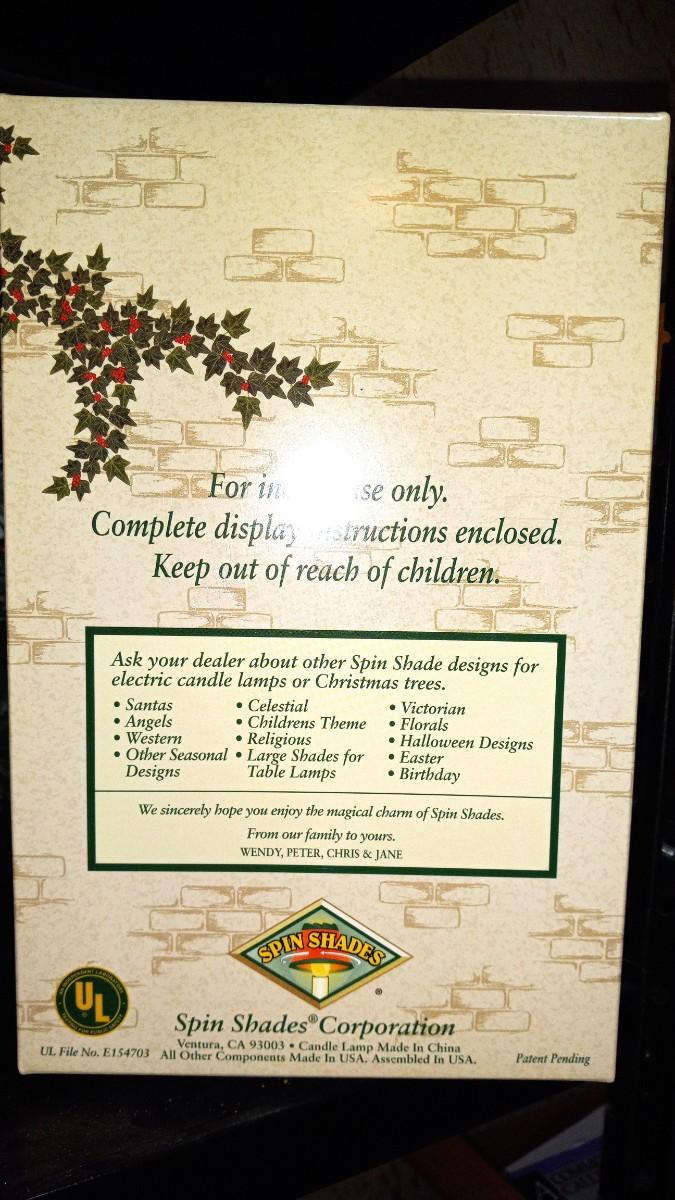 For only.
Complete display enclosed.
Keep out of reach of children.
Ask your dealer about other Spin Shade designs for
electric candle lamps or Christmas trees.
• Santas
• Angels
• Western
• Other Seasonal
Designs
• Celestial
• Childrens Theme
• Religious
• Large Shades for
Table Lamps
• Victorian
• Florals
• Halloween Designs
• Easter
• Birthday
We sincerely hope you enjoy the magical charm of Spin Shades.
From our family to yours.
WENDY, PETER, CHRIS & JANE
SPIN SHADES
®
UL
Spin Shades® Corporation
Ventura, CA 93003 • Candle Lamp Made In China
UL File No. E154703
All Other Components Made In USA. Assembled In USA.
Patent Pending